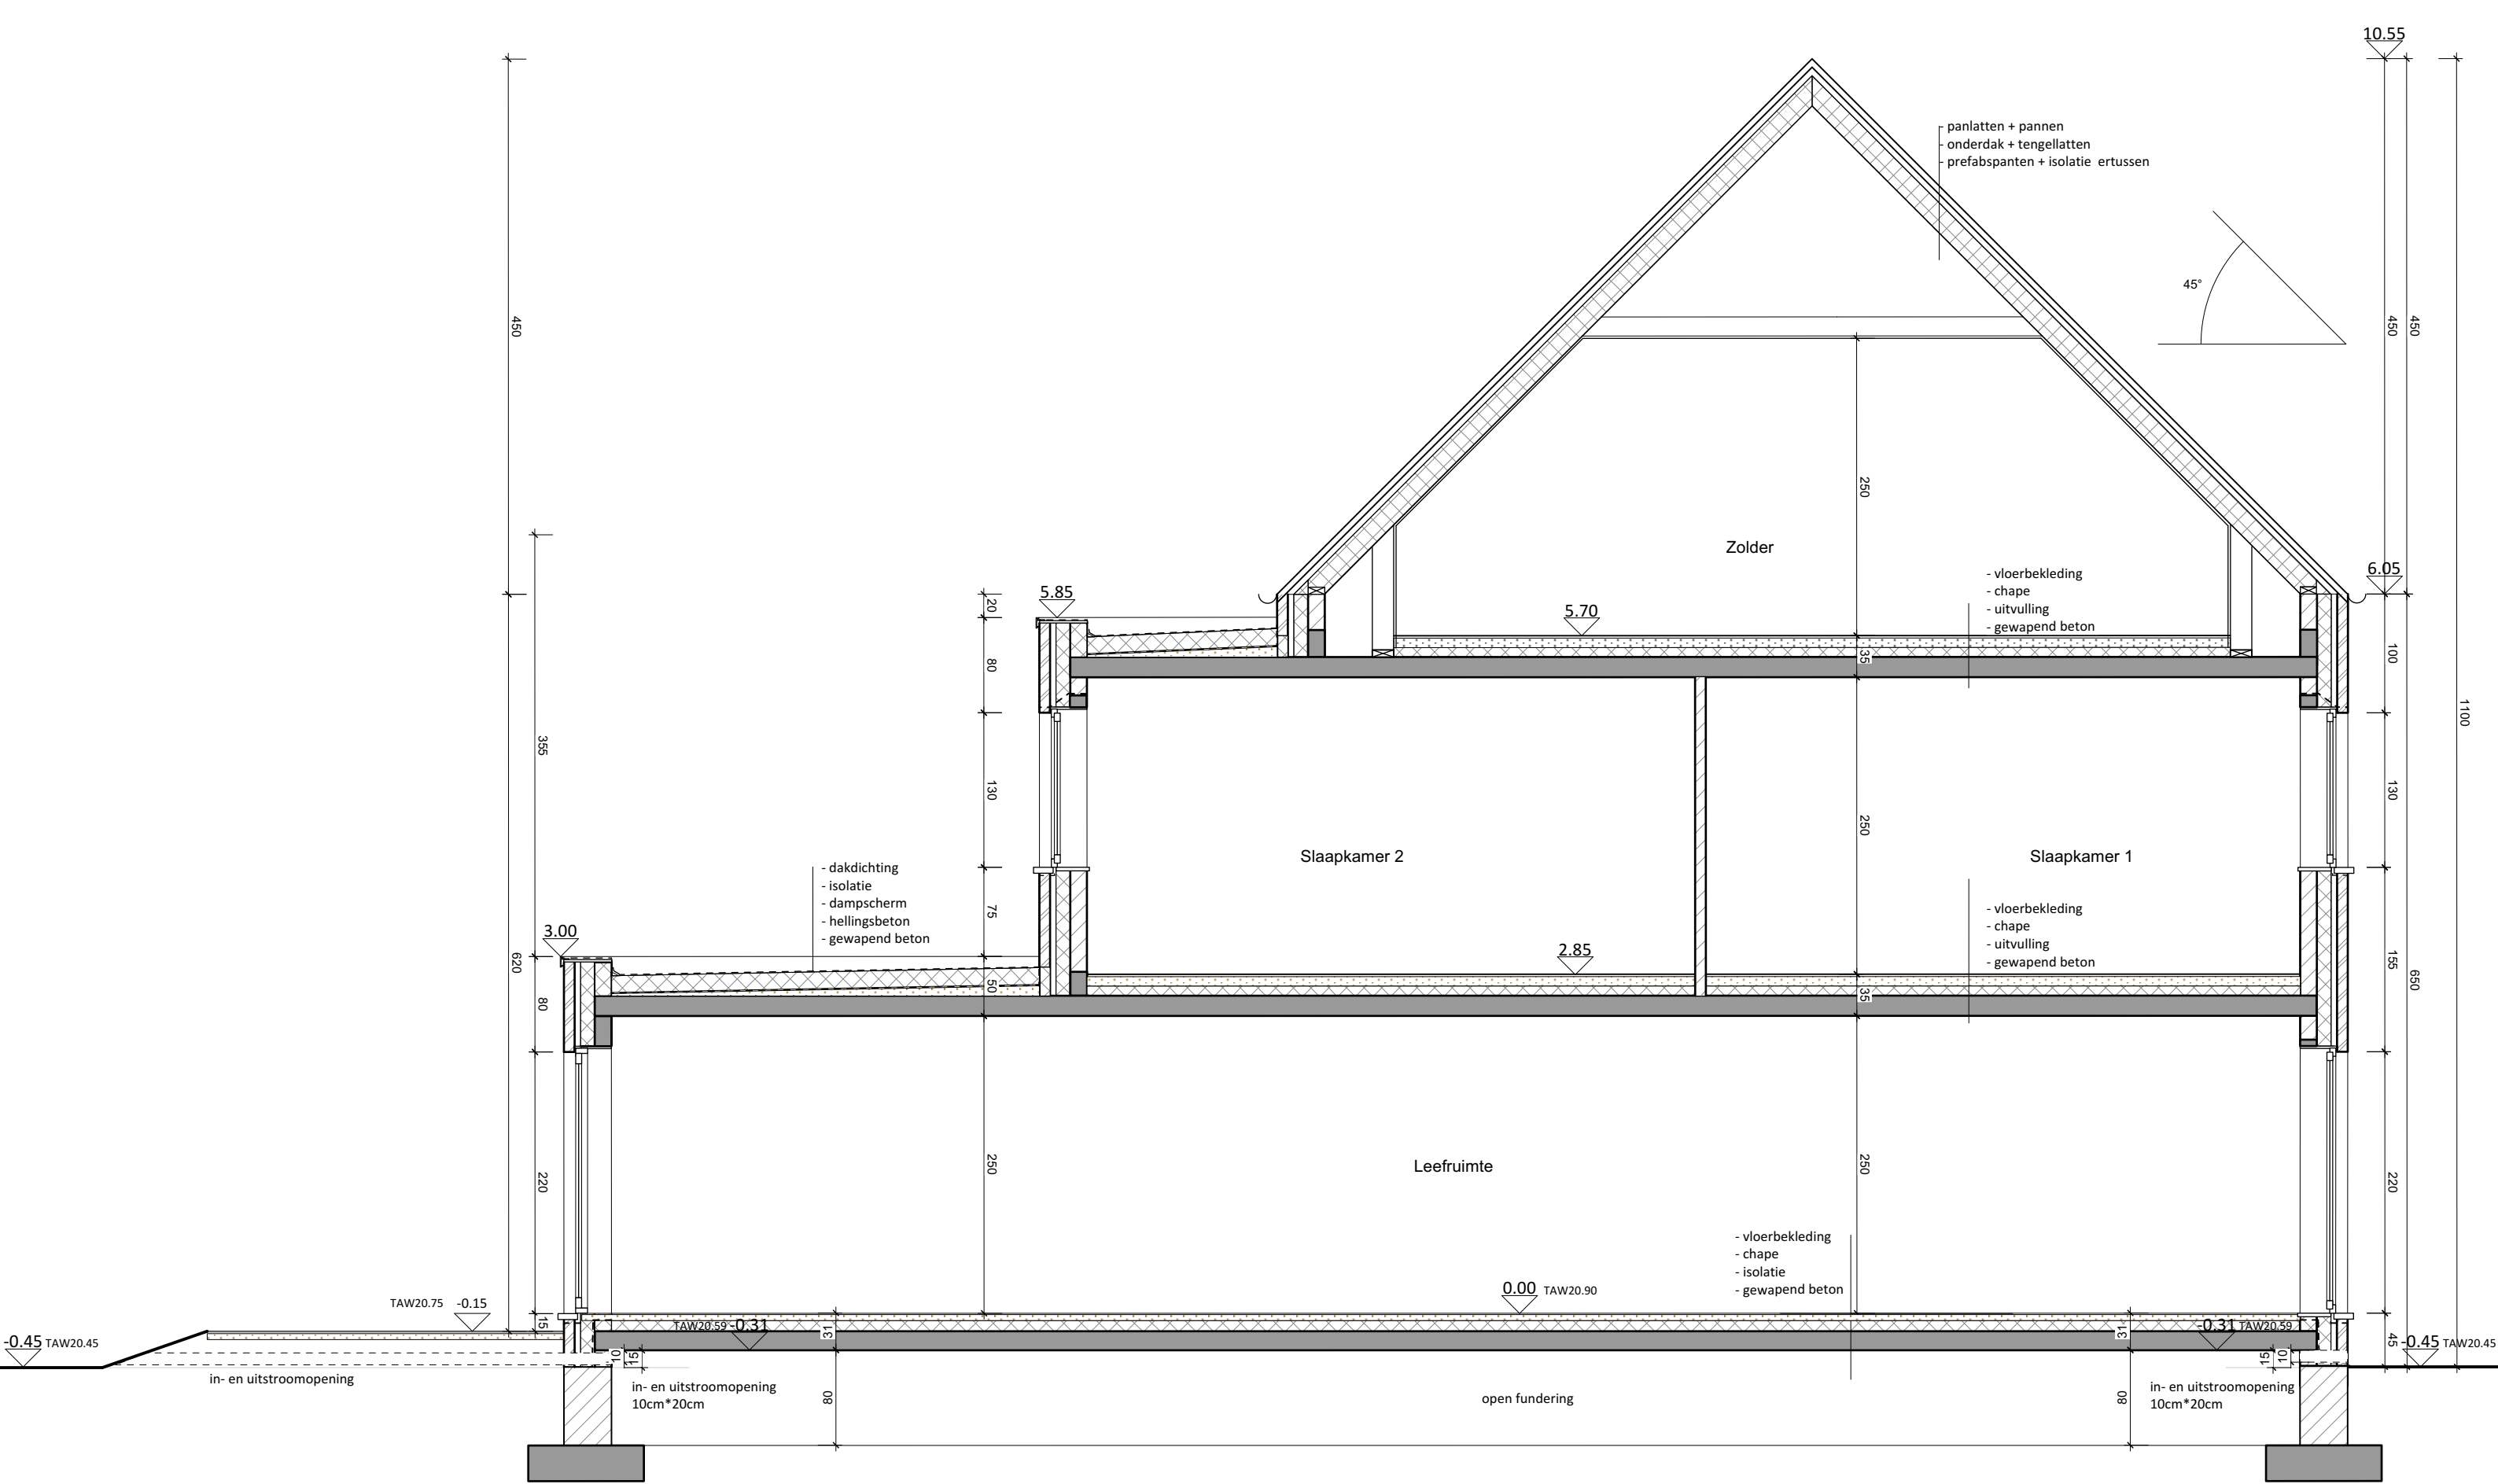 10.55
- panlatten + pannen
- onderdak + tengellatten
- prefabspanten + isolatie ertussen
45°
450
450
450
250
Zolder
6.05
5.85
20
5.70
- vloerbekleding
- chape
- uitvulling
- gewapend beton
80
35
100
1100
355
130
250
130
Slaapkamer 2
Slaapkamer 1
- dakdichting
- isolatie
- dampscherm
- hellingsbeton
- gewapend beton
75
- vloerbekleding
- chape
- uitvulling
- gewapend beton
3.00
2.85
620
155
650
80
50
35
250
250
Leefruimte
220
220
- vloerbekleding
- chape
- isolatie
- gewapend beton
0.00 TAW20.90
TAW20.75 -0.15
-0.45 TAW20.45
15
TAW20.59 -0.31
31
31
-0.31 TAW20.59
45
-0.45 TAW20.45
10
15
15
10
in- en uitstroomopening
in- en uitstroomopening
10cm*20cm
80
open fundering
80
in- en uitstroomopening
10cm*20cm